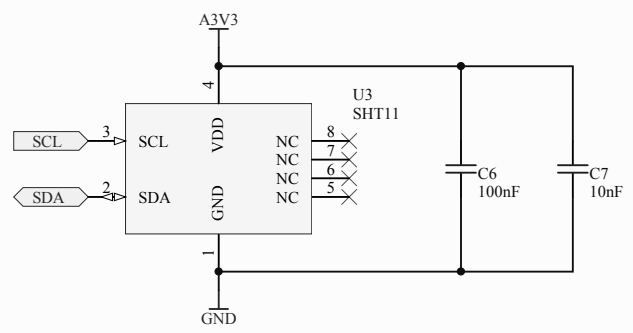 A3V3
4
U3
SHT11
SCL
3
SCL
VDD
NC
8
NC
7
NC
6
NC
5
SDA
2
SDA
GND
C6
100nF
C7
10nF
1
GND